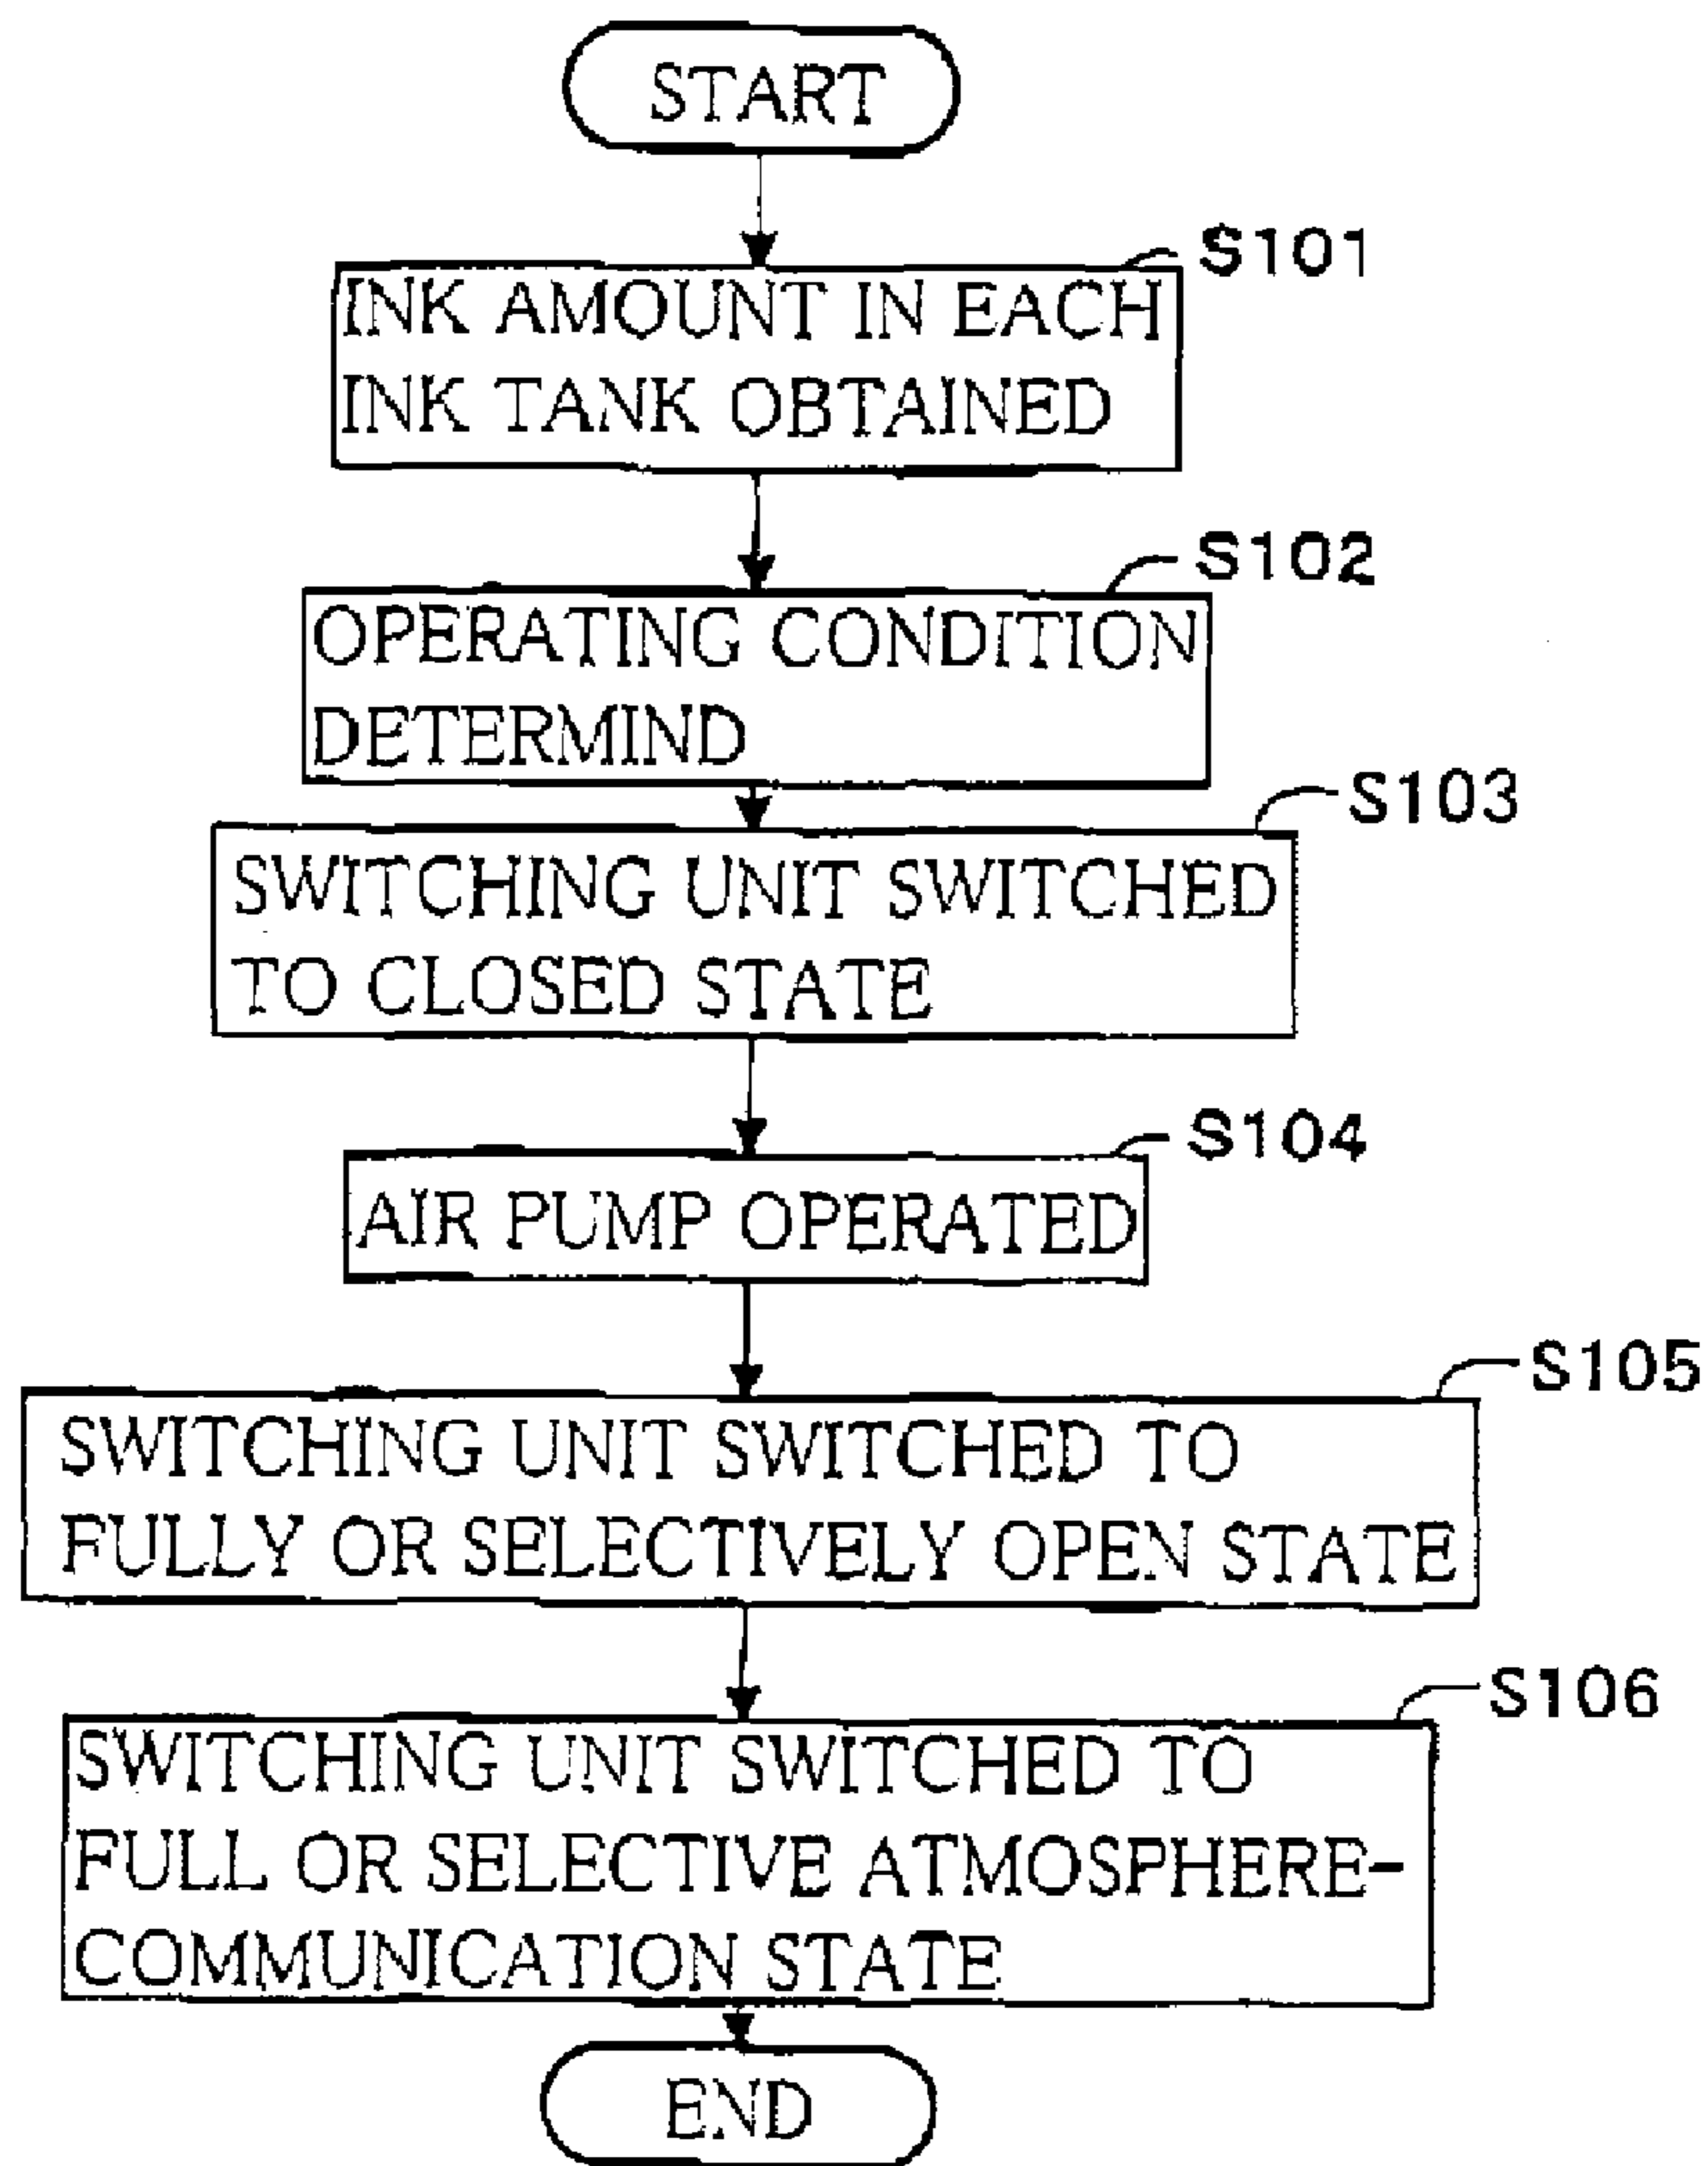 START
S101
INK AMOUNT IN EACH
INK TANK OBTAINED
S102
OPERATING CONDITION
DETERMIND
S103
SWITCHING UNIT SWITCHED
TO CLOSED STATE
S104
AIR PUMP OPERATED
S105
SWITCHING UNIT SWITCHED TO
FULLY OR SELECTIVELY OPEN STATE
S106
SWITCHING UNIT SWITCHED TO
FULL OR SELECTIVE ATMOSPHERE-
COMMUNICATION STATE
END